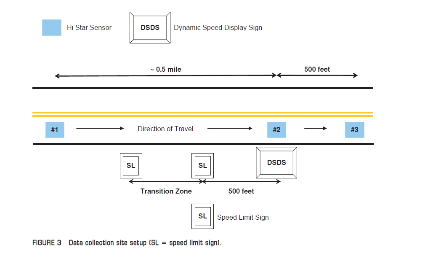 Hi Star Sensor
DSDS
Dynamic Speed Display Sign
~ 0.5 mile
500 feet
#1
Direction of Travel
#2
#3
SL
SL
DSDS
Transition Zone
500 feet
SL
Speed Limit Sign
FIGURE 3 Data collection site setup (SL = speed limit sign).